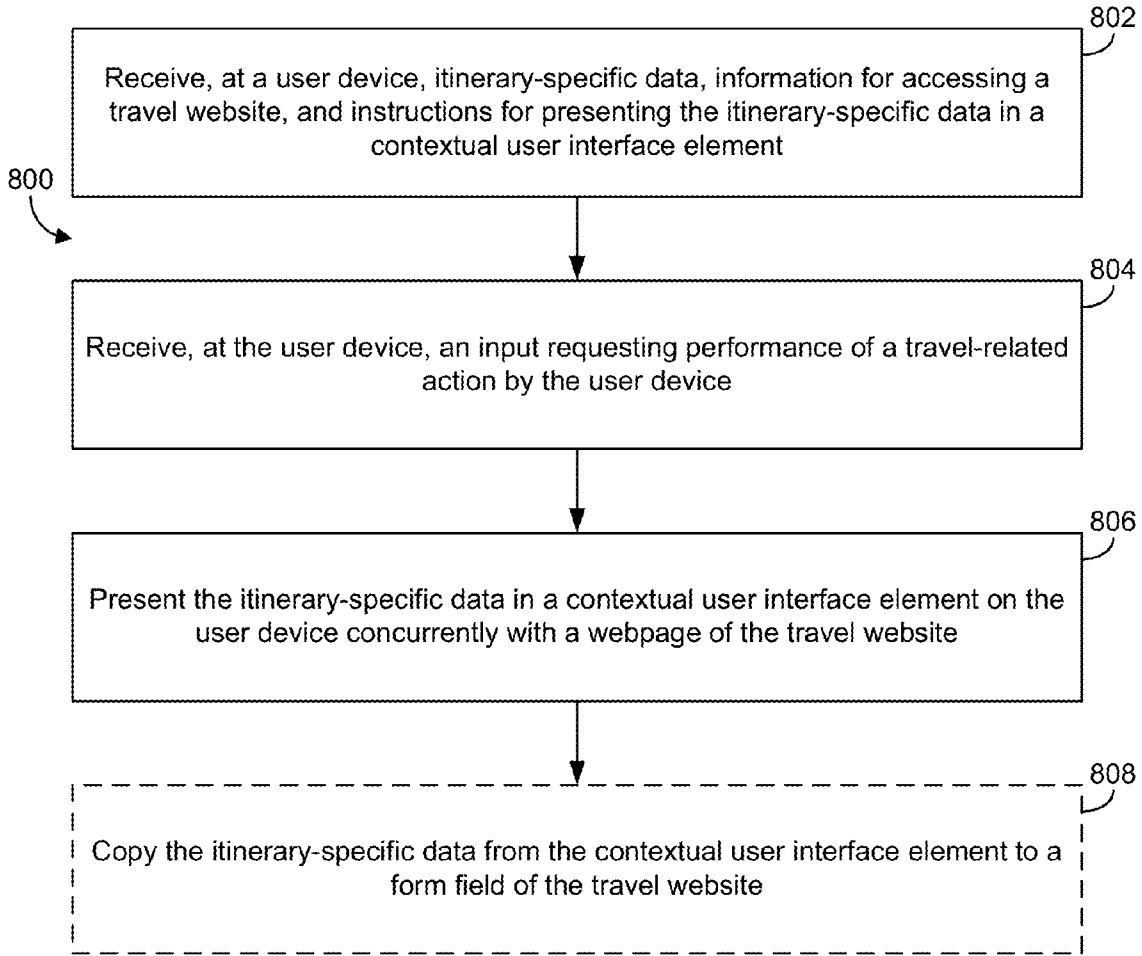 802
Receive, at a user device, itinerary-specific data, information for accessing a
travel website, and instructions for presenting the itinerary-specific data in a
contextual user interface element
800
804
Receive, at the user device, an input requesting performance of a travel-related
action by the user device
806
Present the itinerary-specific data in a contextual user interface element on the
user device concurrently with a webpage of the travel website
808
Copy the itinerary-specific data from the contextual user interface element to a
form field of the travel website